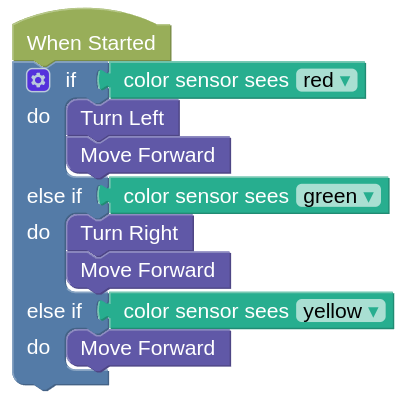 When Started
if color sensor sees red ▼
do Turn Left
Move Forward
else if color sensor sees green ▼
do Turn Right
Move Forward
else if color sensor sees yellow ▼
do Move Forward